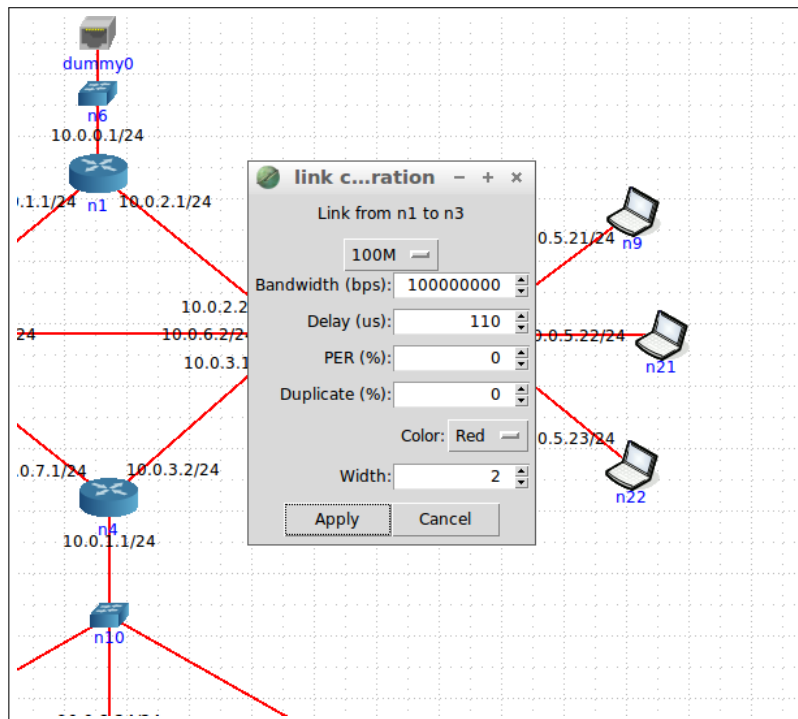 dummy0
n6
10.0.0.1/24
n1
.1.1/24
10.0.2.1/24
link c...ration
Link from n1 to n3
100M
Bandwidth (bps): 100000000
Delay (us): 110
PER (%): 0
Duplicate (%): 0
Color: Red
Width: 2
Apply Cancel
0.5.21/24
n9
10.0.2.2
24
10.0.6.2/24
0.0.5.22/24
10.0.3.1
n21
0.5.23/24
n22
.0.7.1/24
10.0.3.2/24
n4
10.0.1.1/24
n10